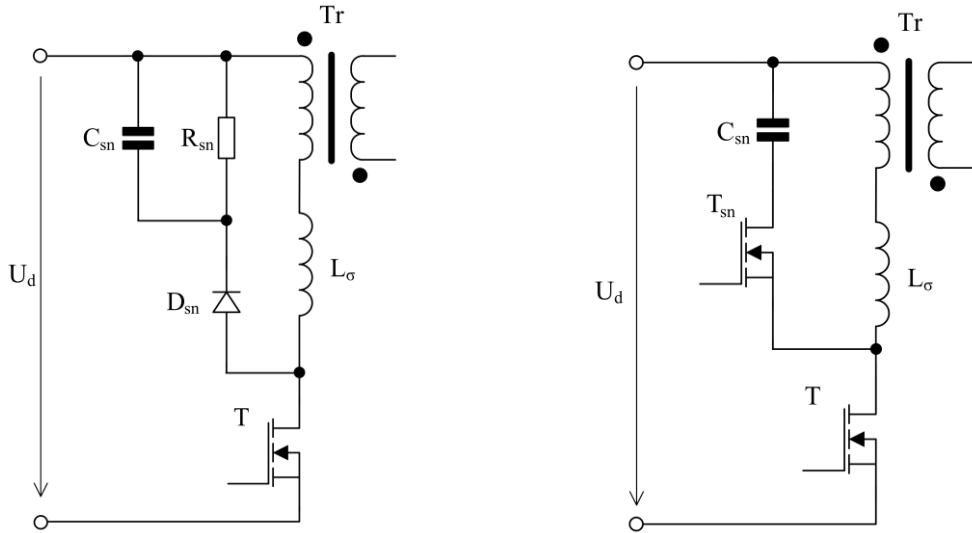 Tr
C_sn
R_sn
U_d
L_σ
D_sn
T
Tr
C_sn
T_sn
U_d
L_σ
T